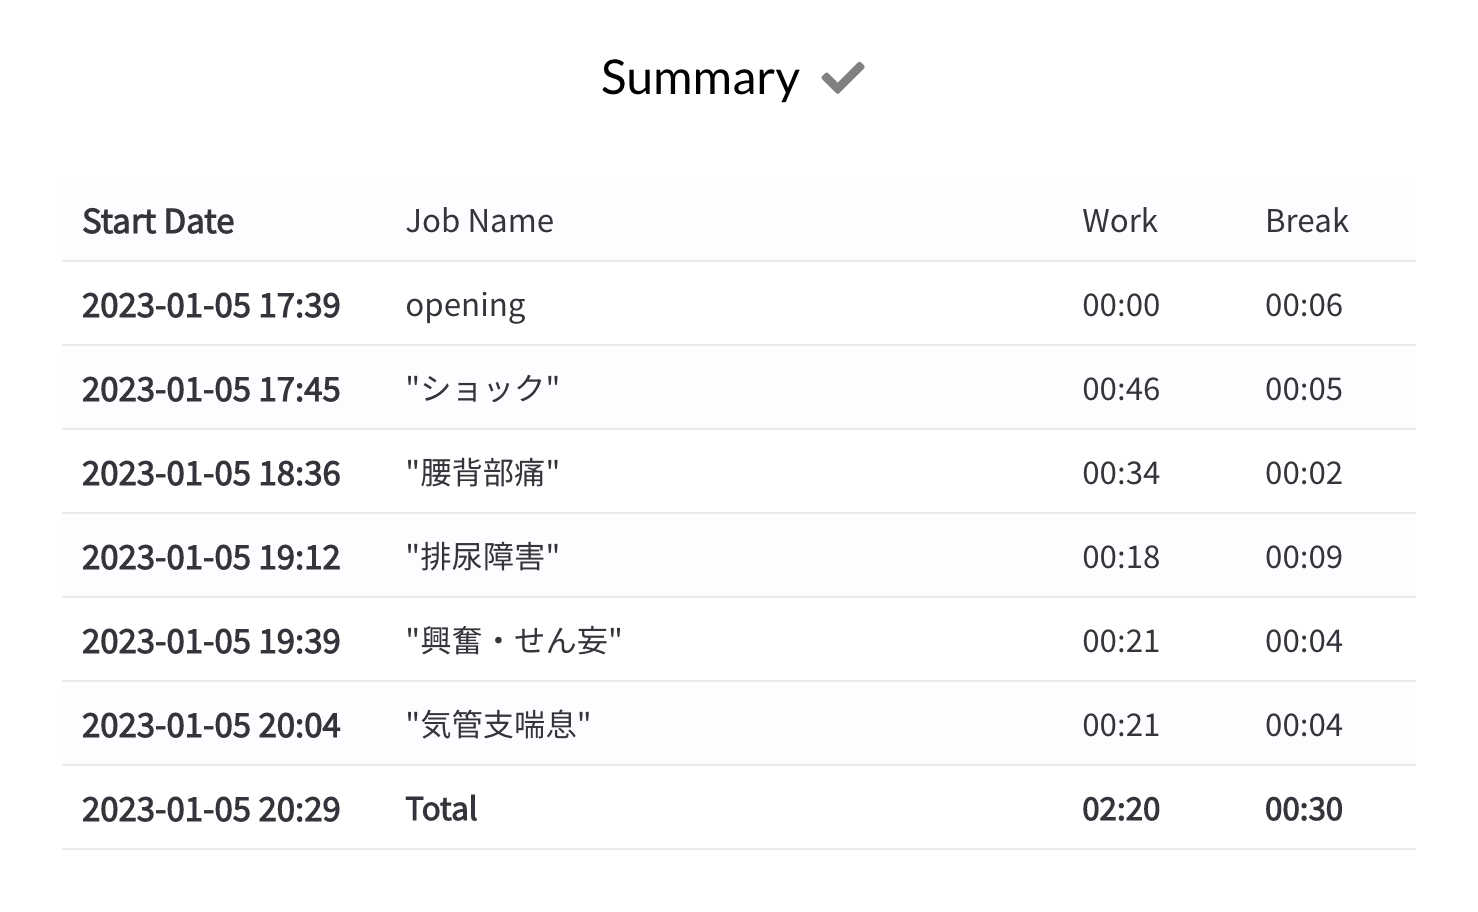 Summary
Start Date Job Name Work Break
2023-01-05 17:39 opening 00:00 00:06
2023-01-05 17:45 "ショック" 00:46 00:05
2023-01-05 18:36 "腰背部痛" 00:34 00:02
2023-01-05 19:12 "排尿障害" 00:18 00:09
2023-01-05 19:39 "興奮・せん妄" 00:21 00:04
2023-01-05 20:04 "気管支喘息" 00:21 00:04
2023-01-05 20:29 Total 02:20 00:30